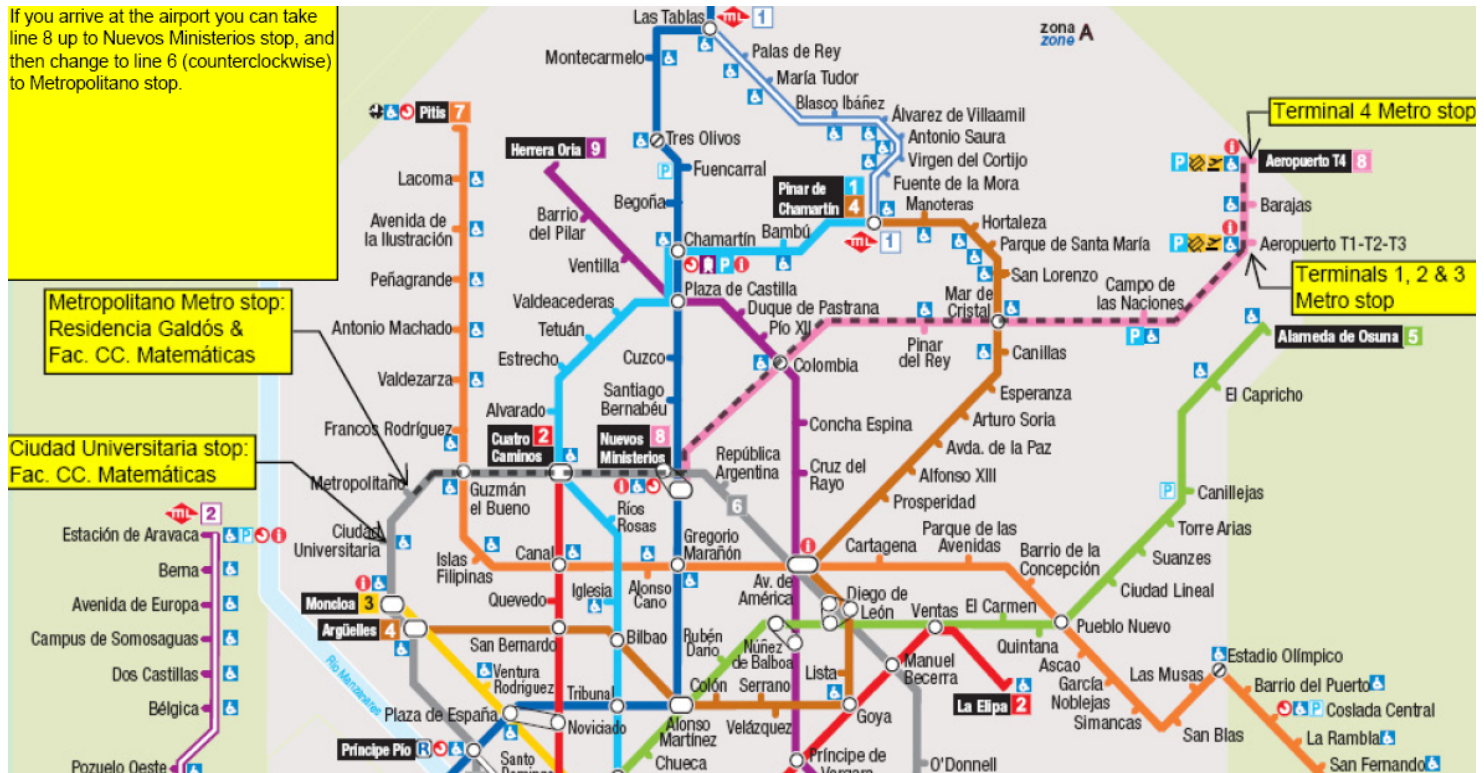 If you arrive at the airport you can take
line 8 up to Nuevos Ministerios stop, and
then change to line 6 (counterclockwise)
to Metropolitano stop.
Las Tablas
mL 1
zona A
zone
Montecarmelo
Palas de Rey
María Tudor
Blasco Ibáñez
Álvarez de Villaamil
Antonio Saura
Virgen del Cortijo
Fuente de la Mora
Pitis 7
Tres Olivos
Herrera Oria 9
Fuencarral
Terminal 4 Metro stop
Aeropuerto T4 8
Lacoma
Begoña
Pinar de 1
Chamartín 4
Manoteras
Barajas
Avenida de
la Ilustración
Barrio
del Pilar
Chamartín
Bambú
mL 1
Hortaleza
Parque de Santa María
Aeropuerto T1-T2-T3
Ventilla
San Lorenzo
Terminals 1, 2 & 3
Metro stop
Peñagrande
Metropolitano Metro stop:
Residencia Galdós &
Fac. CC. Matemáticas
Valdeacederas
Plaza de Castilla
Duque de Pastrana
Mar de
Cristal
Campo de
las Naciones
Antonio Machado
Tetuán
Pío XII
Pinar
del Rey
Alameda de Osuna 5
Estrecho
Cuzco
Colombia
Canillas
Valdezarza
Santiago
Bernabéu
Esperanza
El Capricho
Alvarado
Francos Rodríguez
Concha Espina
Arturo Soria
Cuatro 2
Caminos
Nuevos 8
Ministerios
República
Argentina
Avda. de la Paz
Ciudad Universitaria stop:
Fac. CC. Matemáticas
Cruz del
Rayo
Alfonso XIII
Metropolitano
Guzmán
el Bueno
6
Prosperidad
Canillejas
mL 2
Ríos
Rosas
Torre Arias
Estación de Aravaca
Ciudad
Universitaria
Islas
Filipinas
Canal
Gregorio
Marañón
Cartagena
Parque de las
Avenidas
Barrio de la
Concepción
Suanzes
Berna
Alonso
Cano
Iglesia
Av. de
América
Diego de
León
Ciudad Lineal
Avenida de Europa
Moncloa 3
Quevedo
Ventas
El Carmen
Pueblo Nuevo
Campus de Somosaguas
Argüelles 4
San Bernardo
Bilbao
Rubén
Darío
Núñez
de Balboa
Quintana
Dos Castillas
Río Manzanares
Ventura
Rodríguez
Lista
Manuel
Becerra
Ascao
García
Noblejas
Las Musas
Estadio Olímpico
Barrio del Puerto
Bélgica
Plaza de España
Tribunal
Colón
Serrano
La Elipa 2
Simancas
Coslada Central
Noviciado
Alonso
Martínez
Velázquez
Goya
San Blas
La Rambla
Príncipe Pío R
Santo
Chueca
Príncipe de
O'Donnell
San Fernando
Pozuelo Oeste